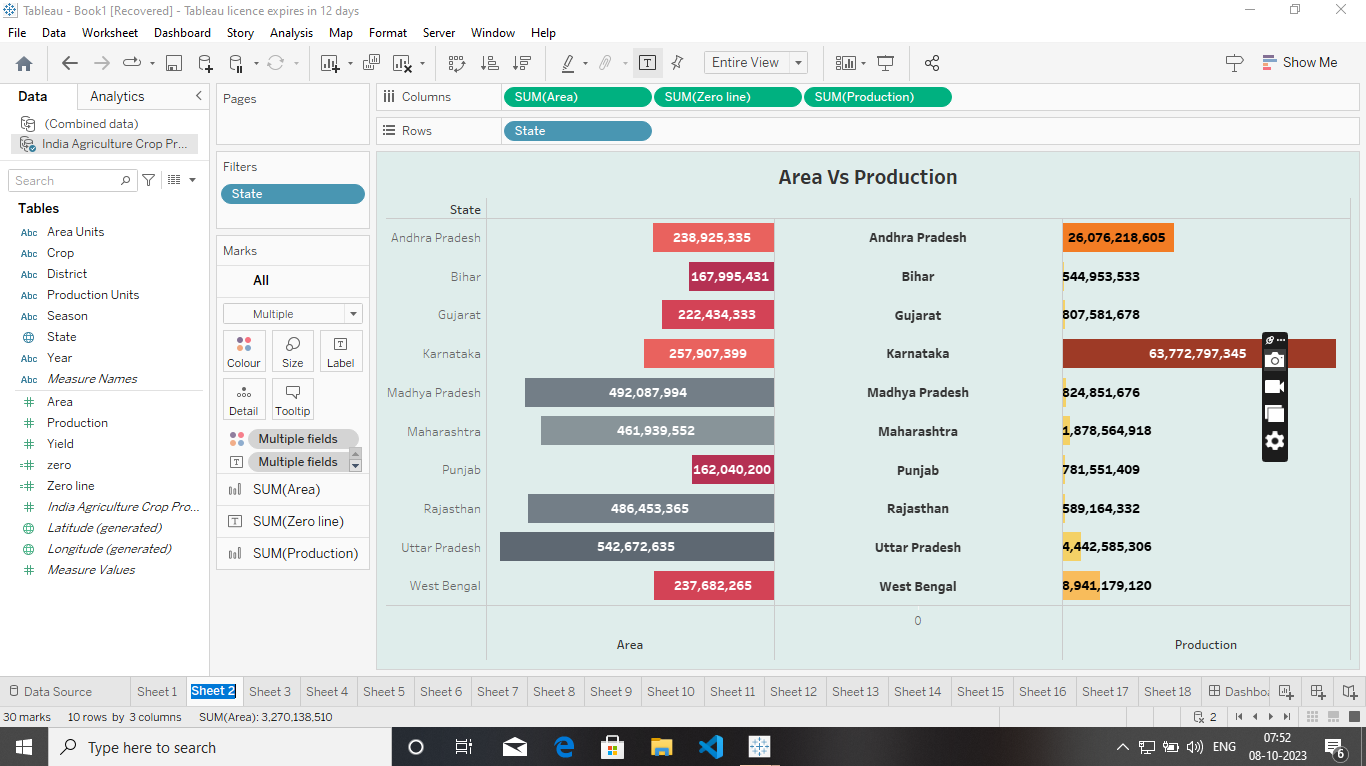 Tableau - Book1 [Recovered] - Tableau licence expires in 12 days
File Data Worksheet Dashboard Story Analysis Map Format Server Window Help
Entire View
Show Me
Data Analytics
(Combined data)
India Agriculture Crop Pr...
Search
Tables
Abc Area Units
Abc Crop
Abc District
Abc Production Units
Abc Season
State
Abc Year
Measure Names
Area
Production
Yield
zero
Zero line
India Agriculture Crop Pro...
Latitude (generated)
Longitude (generated)
Measure Values
Pages
Filters
State
Marks
All
Multiple
Colour Size Label
Detail Tooltip
Multiple fields
Multiple fields
SUM(Area)
SUM(Zero line)
SUM(Production)
Columns SUM(Area) SUM(Zero line) SUM(Production)
Rows State
Area Vs Production
State
Andhra Pradesh 238,925,335 Andhra Pradesh 26,076,218,605
Bihar 167,995,431 Bihar 544,953,533
Gujarat 222,434,333 Gujarat 807,581,678
Karnataka 257,907,399 Karnataka 63,772,797,345
Madhya Pradesh 492,087,994 Madhya Pradesh 824,851,676
Maharashtra 461,939,552 Maharashtra 1,878,564,918
Punjab 162,040,200 Punjab 781,551,409
Rajasthan 486,453,365 Rajasthan 589,164,332
Uttar Pradesh 542,672,635 Uttar Pradesh 4,442,585,306
West Bengal 237,682,265 West Bengal 8,941,179,120
0
Area Production
Data Source Sheet 1 Sheet 2 Sheet 3 Sheet 4 Sheet 5 Sheet 6 Sheet 7 Sheet 8 Sheet 9 Sheet 10 Sheet 11 Sheet 12 Sheet 13 Sheet 14 Sheet 15 Sheet 16 Sheet 17 Sheet 18 Dashbo
30 marks 10 rows by 3 columns SUM(Area): 3,270,138,510 2
Type here to search
ENG
07:52
08-10-2023
6